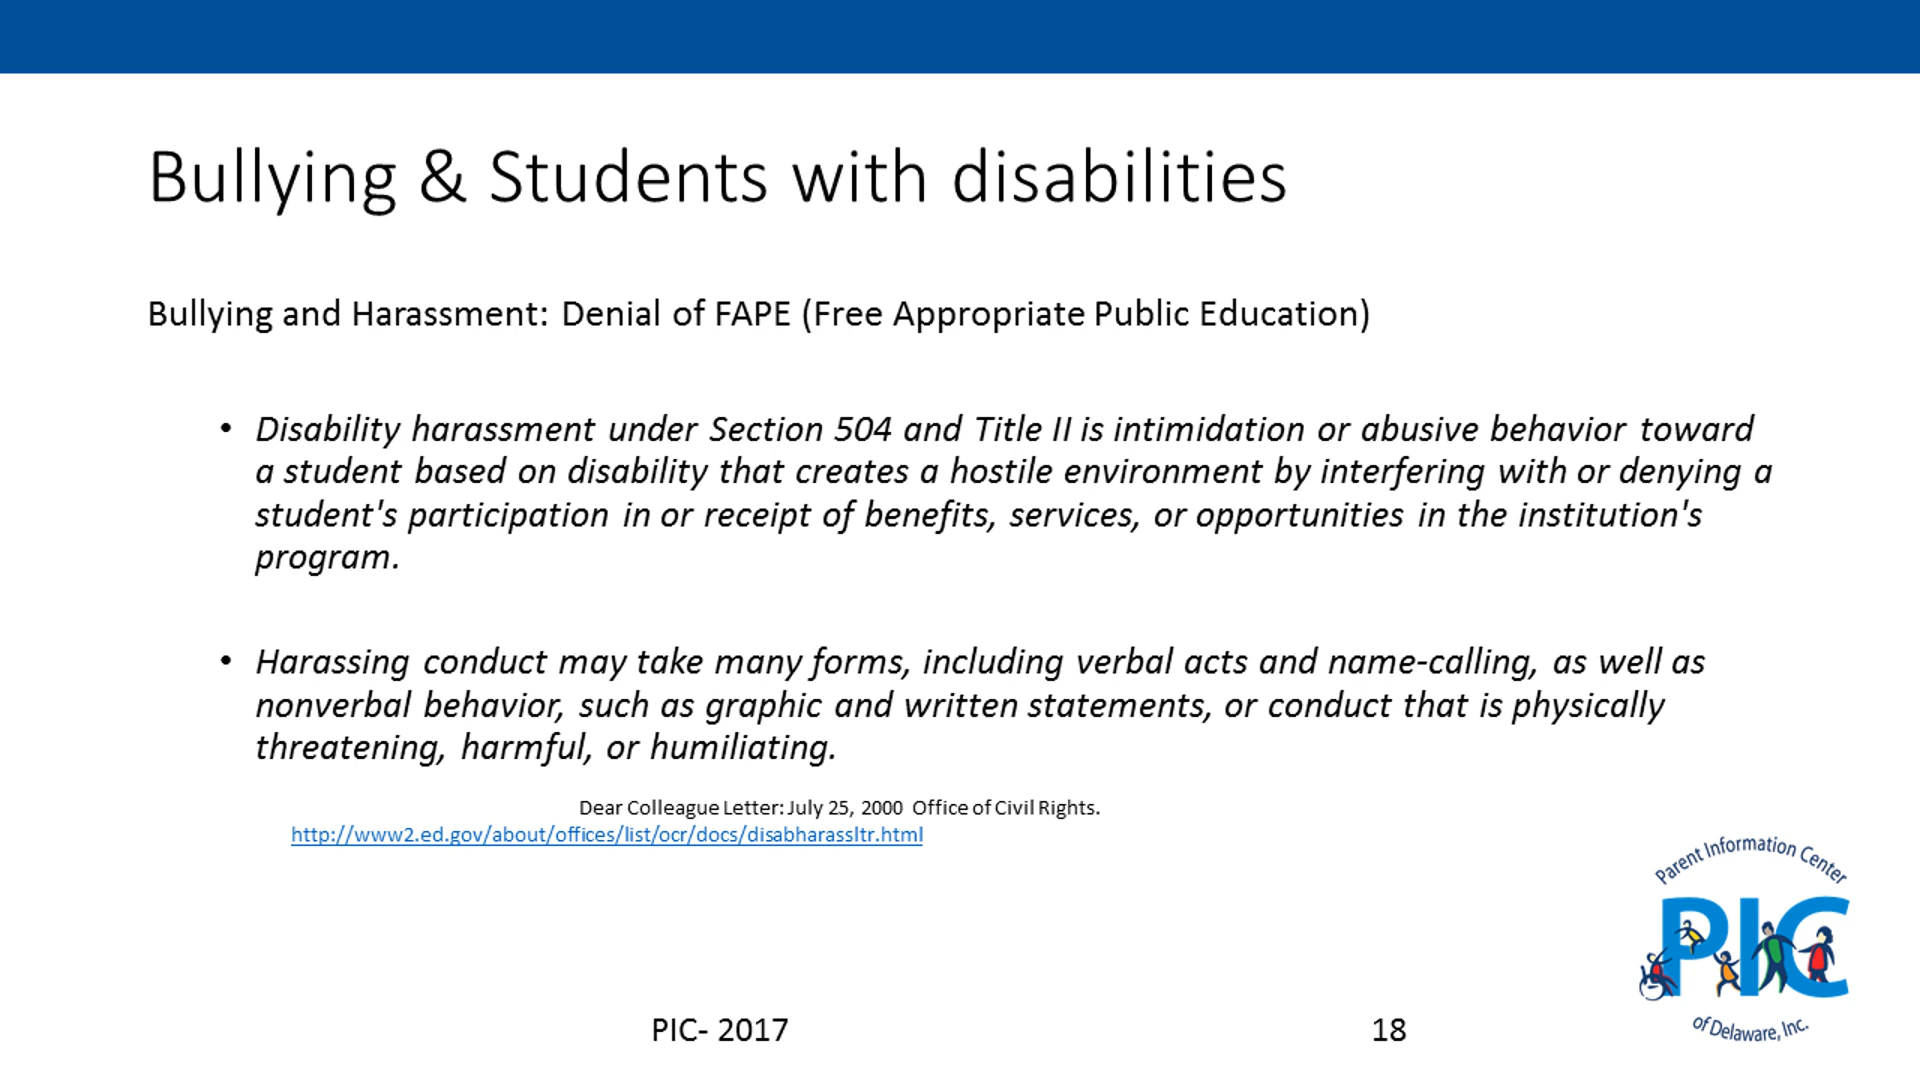 Bullying & Students with disabilities
Bullying and Harassment: Denial of FAPE (Free Appropriate Public Education)
• Disability harassment under Section 504 and Title II is intimidation or abusive behavior toward
a student based on disability that creates a hostile environment by interfering with or denying a
student's participation in or receipt of benefits, services, or opportunities in the institution's
program.
• Harassing conduct may take many forms, including verbal acts and name-calling, as well as
nonverbal behavior, such as graphic and written statements, or conduct that is physically
threatening, harmful, or humiliating.
Dear Colleague Letter: July 25, 2000 Office of Civil Rights.
http://www2.ed.gov/about/offices/list/ocr/docs/disabharassltr.html
Parent Information Center
PIC
of Delaware, Inc.
PIC- 2017
18